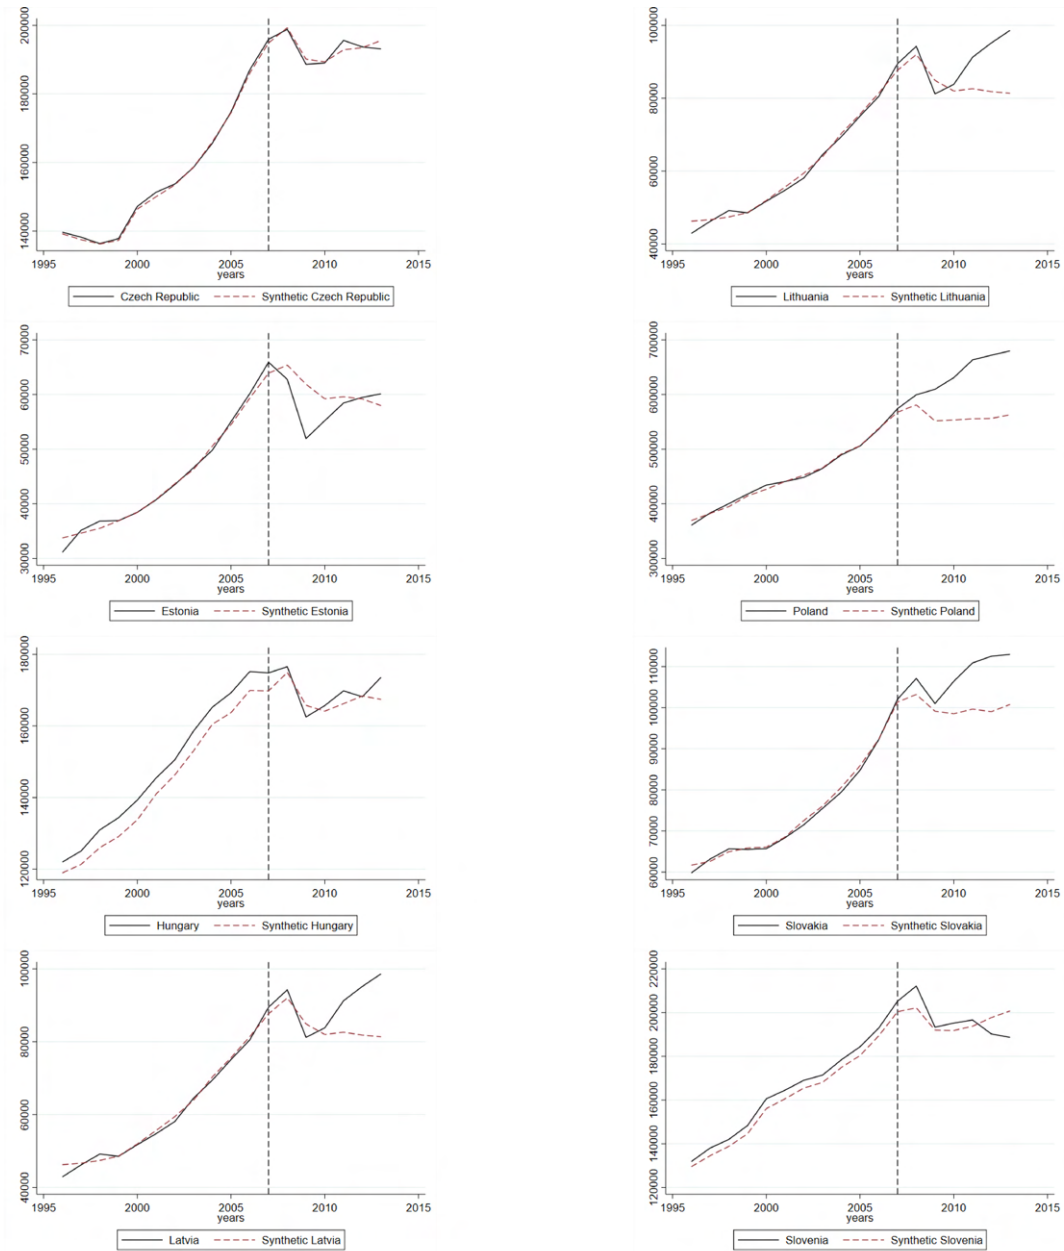 200000
180000
160000
140000
1995 2000 2005 2010 2015
years
Czech Republic Synthetic Czech Republic
100000
80000
60000
40000
1995 2000 2005 2010 2015
years
Lithuania Synthetic Lithuania
70000
60000
50000
40000
30000
1995 2000 2005 2010 2015
years
Estonia Synthetic Estonia
700000
600000
500000
400000
300000
1995 2000 2005 2010 2015
years
Poland Synthetic Poland
180000
160000
140000
120000
1995 2000 2005 2010 2015
years
Hungary Synthetic Hungary
110000
100000
90000
80000
70000
60000
1995 2000 2005 2010 2015
years
Slovakia Synthetic Slovakia
100000
80000
60000
40000
1995 2000 2005 2010 2015
years
Latvia Synthetic Latvia
220000
200000
180000
160000
140000
120000
1995 2000 2005 2010 2015
years
Slovenia Synthetic Slovenia